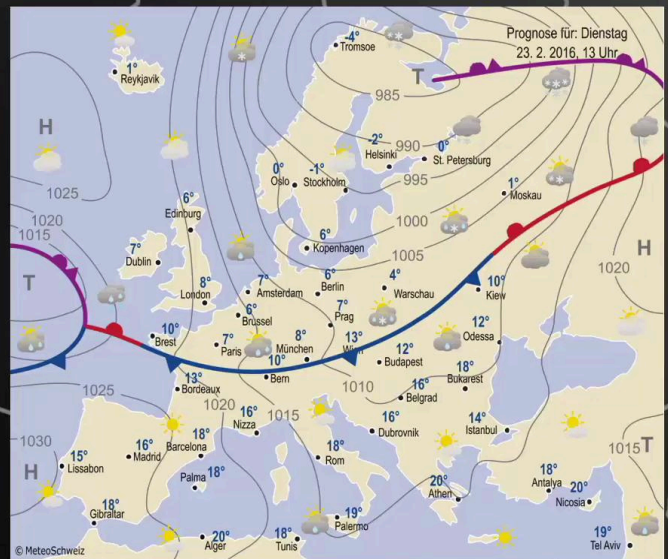 Prognose für: Dienstag
23. 2. 2016, 13 Uhr
-4°
Tromsoe
T
985
1°
Reykjavik
H
990
-2°
Helsinki
0°
St. Petersburg
995
0°
Oslo
-1°
Stockholm
1°
Moskau
1025
6°
Edinburg
1000
1020
1015
6°
Kopenhagen
1005
H
7°
Dublin
T
8°
London
7°
Amsterdam
6°
Berlin
4°
Warschau
10°
Kiew
1020
6°
Brüssel
7°
Prag
10°
Brest
7°
Paris
8°
München
13°
Wien
12°
Odessa
12°
Budapest
10°
Bern
1025
13°
Bordeaux
1010
18°
Bukarest
16°
Belgrad
1020
1015
16°
Nizza
16°
Dubrovnik
14°
Istanbul
1030
H
15°
Lissabon
16°
Madrid
18°
Barcelona
18°
Rom
1015
T
Palma 18°
20°
Athen
18°
Antalya
20°
Nicosia
18°
Gibraltar
19°
Palermo
20°
Alger
18°
Tunis
19°
Tel Aviv
© MeteoSchweiz